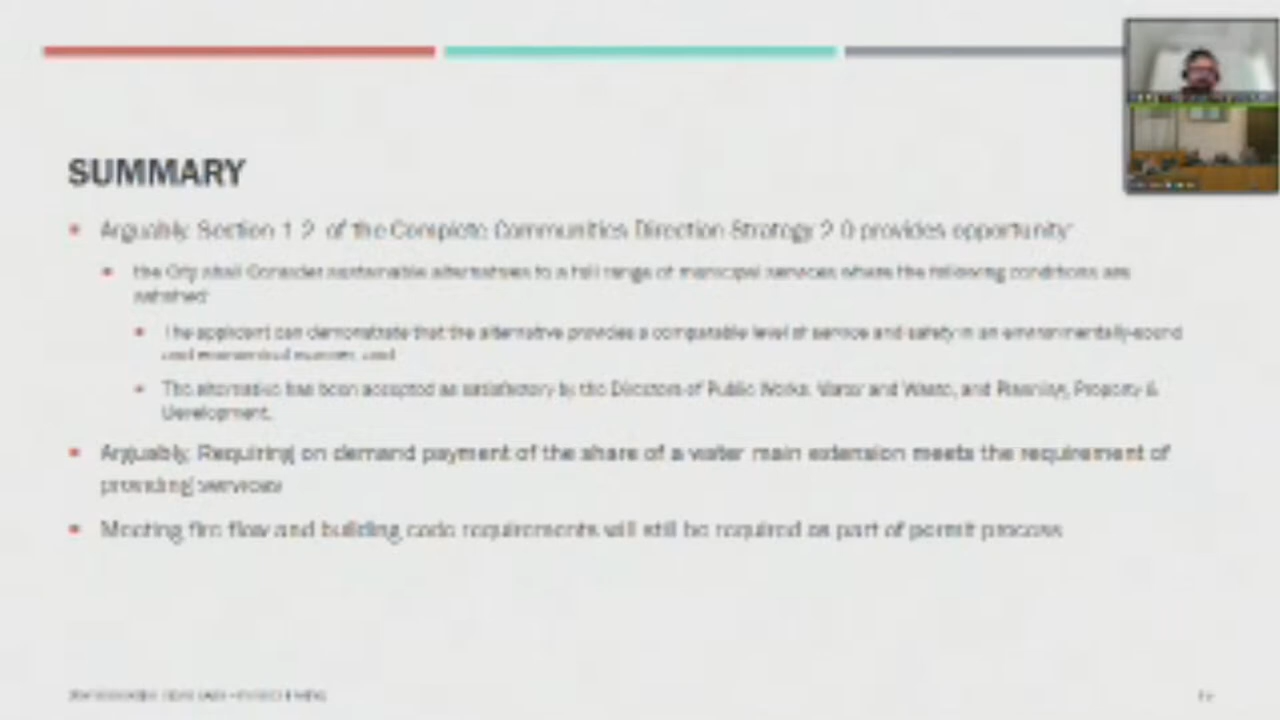 SUMMARY
Arguably, Section 1.2 of the Complete Communities Direction Strategy 2.0 provides opportunity:
the City shall Consider sustainable alternatives to a full range of municipal services where the following conditions are
satisfied:
The applicant can demonstrate that the alternative provides a comparable level of service and safety in an environmentally-sound
and economical manner, and
The alternative has been accepted as satisfactory by the Directors of Public Works, Water and Waste, and Planning, Property &
Development.
Arguably, Requiring on demand payment of the share of a water main extension meets the requirement of
providing services
Meeting fire flow and building code requirements will still be required as part of permit process